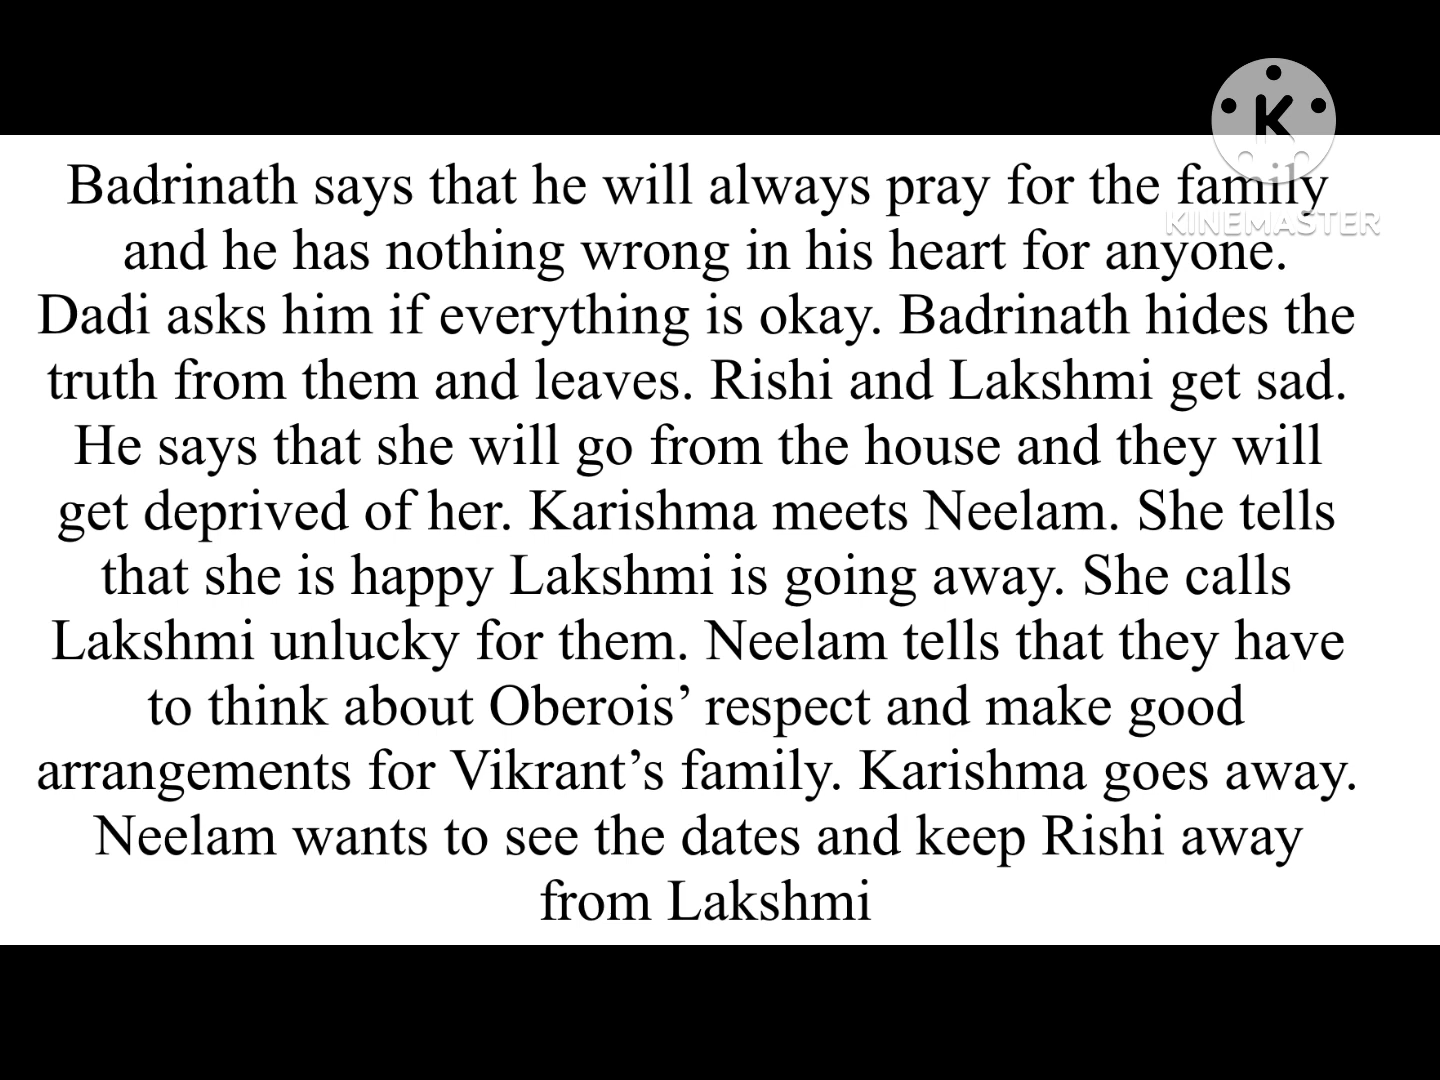 K
KINEMASTER
Badrinath says that he will always pray for the family
and he has nothing wrong in his heart for anyone.
Dadi asks him if everything is okay. Badrinath hides the
truth from them and leaves. Rishi and Lakshmi get sad.
He says that she will go from the house and they will
get deprived of her. Karishma meets Neelam. She tells
that she is happy Lakshmi is going away. She calls
Lakshmi unlucky for them. Neelam tells that they have
to think about Oberois’ respect and make good
arrangements for Vikrant’s family. Karishma goes away.
Neelam wants to see the dates and keep Rishi away
from Lakshmi